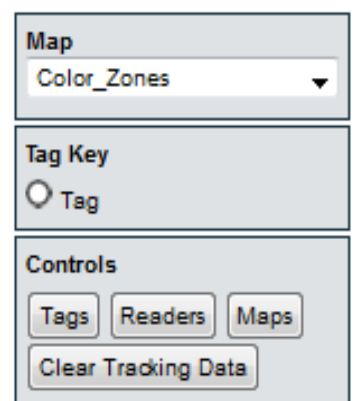 Map
Color_Zones
Tag Key
Tag
Controls
Tags Readers Maps
Clear Tracking Data